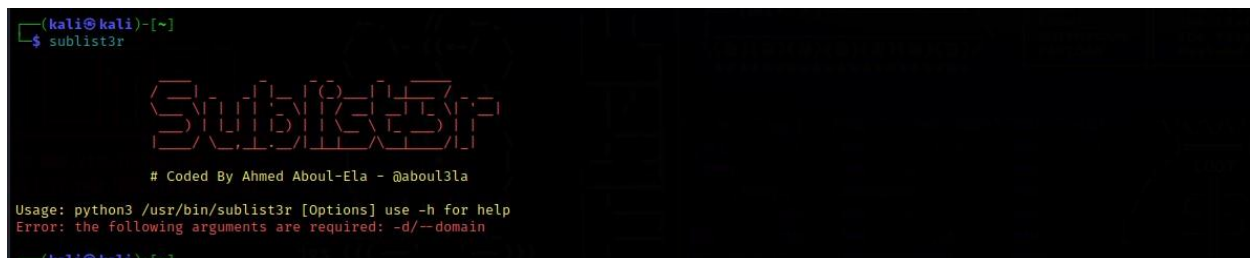 ┌──(kali㉿kali)-[~]
└─$ sublist3r
Sublist3r
# Coded By Ahmed Aboul-Ela - @aboul3la
Usage: python3 /usr/bin/sublist3r [Options] use -h for help
Error: the following arguments are required: -d/--domain